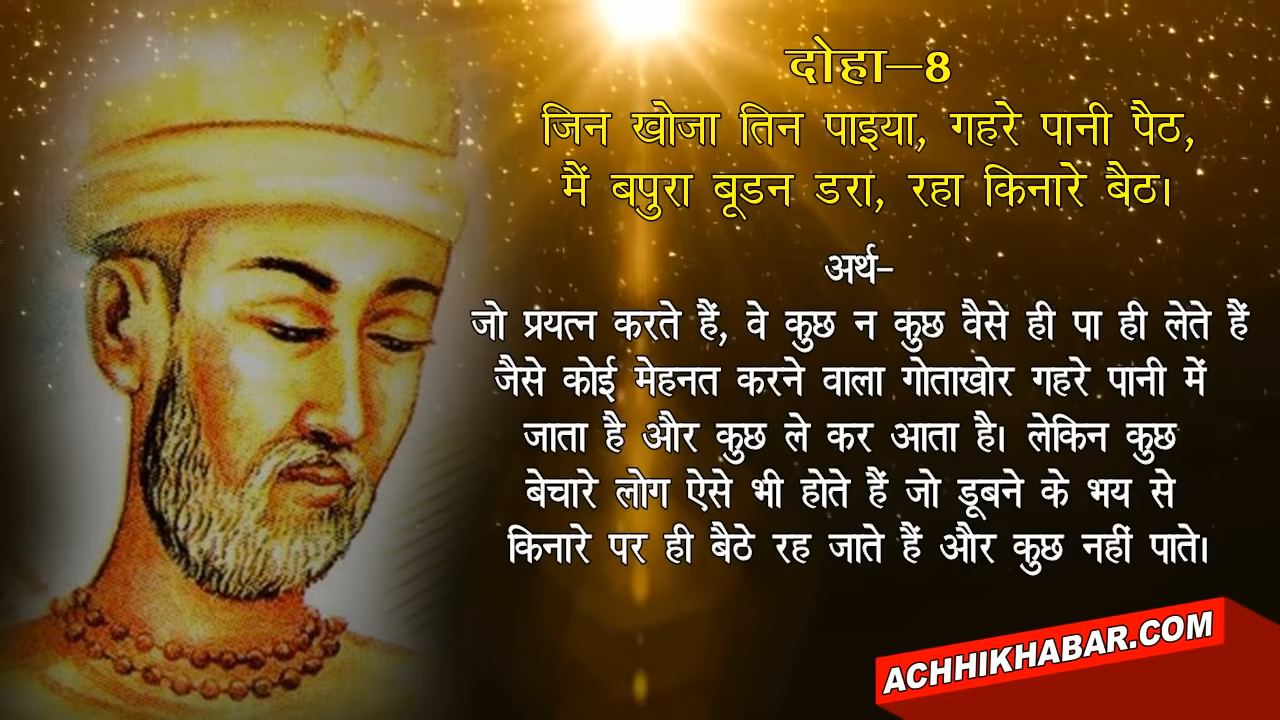 दोहा–8
जिन खोजा तिन पाइया, गहरे पानी पैठ,
मैं बपुरा बूडन डरा, रहा किनारे बैठ।
अर्थ–
जो प्रयत्न करते हैं, वे कुछ न कुछ वैसे ही पा ही लेते हैं
जैसे कोई मेहनत करने वाला गोताखोर गहरे पानी में
जाता है और कुछ ले कर आता है। लेकिन कुछ
बेचारे लोग ऐसे भी होते हैं जो डूबने के भय से
किनारे पर ही बैठे रह जाते हैं और कुछ नहीं पाते।
ACHHIKHABAR.COM